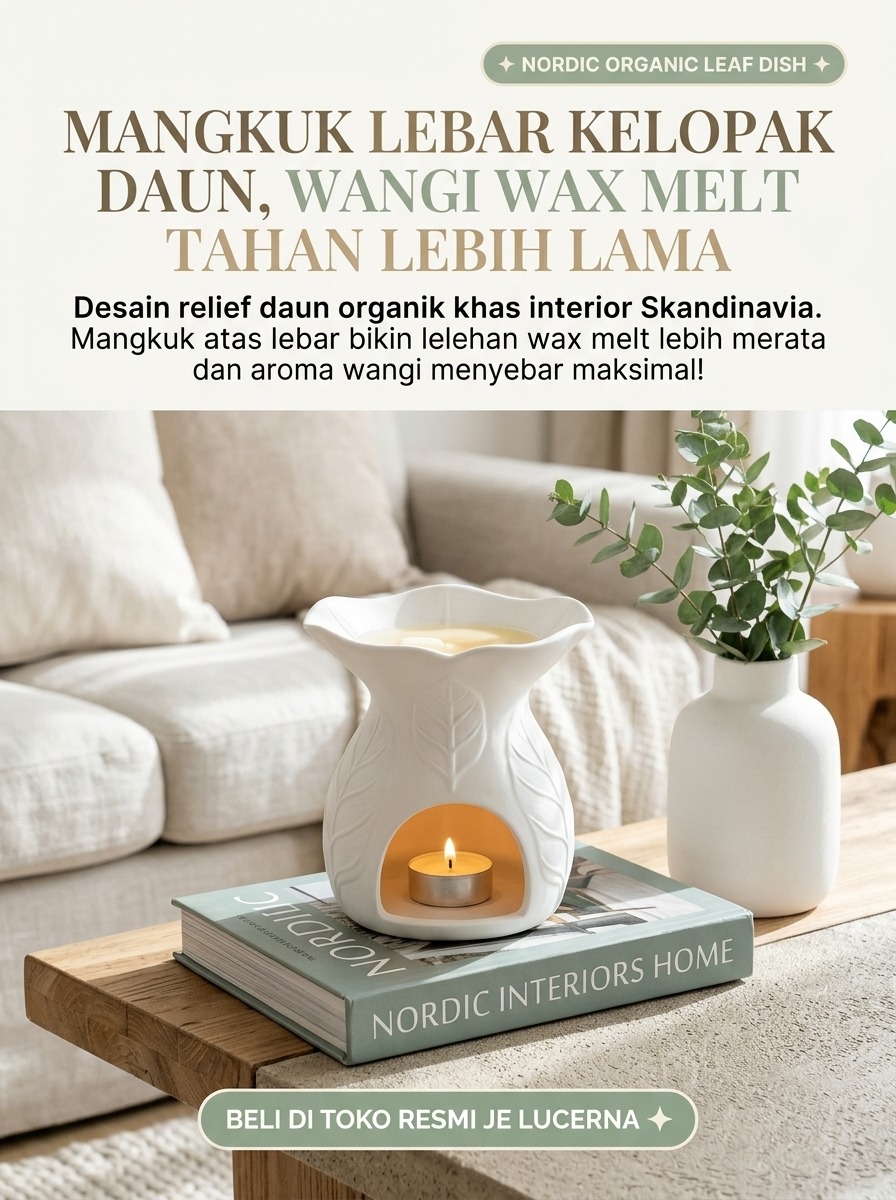 ✦ NORDIC ORGANIC LEAF DISH ✦
MANGKUK LEBAR KELOPAK
DAUN, WANGI WAX MELT
TAHAN LEBIH LAMA
Desain relief daun organik khas interior Skandinavia.
Mangkuk atas lebar bikin lelehan wax melt lebih merata
dan aroma wangi menyebar maksimal!
NORDIC INTERIORS HOME
BELI DI TOKO RESMI JE LUCERNA ✦